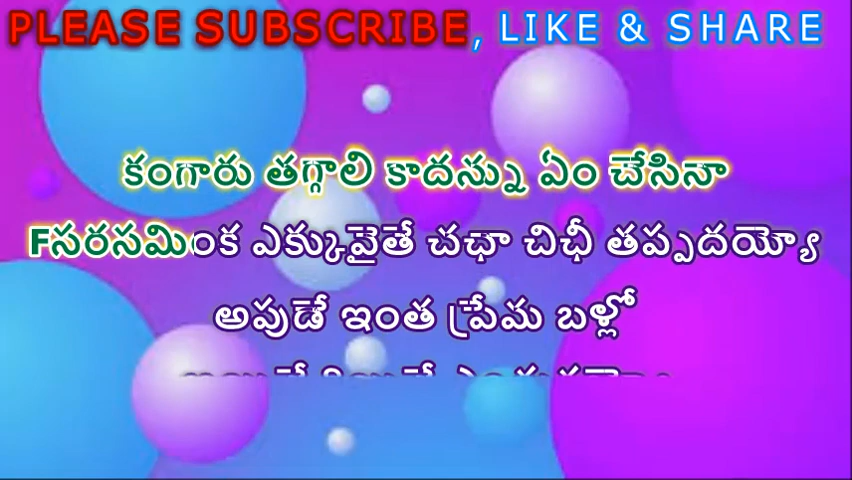 PLEASE SUBSCRIBE, LIKE & SHARE
కంగారు తగ్గాలి కాదన్ను ఏం చేసినా
Fసరసమింక ఎక్కువైతే చఛా చిఛీ తప్పదయ్యో
అపుడే ఇంత ప్రేమ బళ్లో